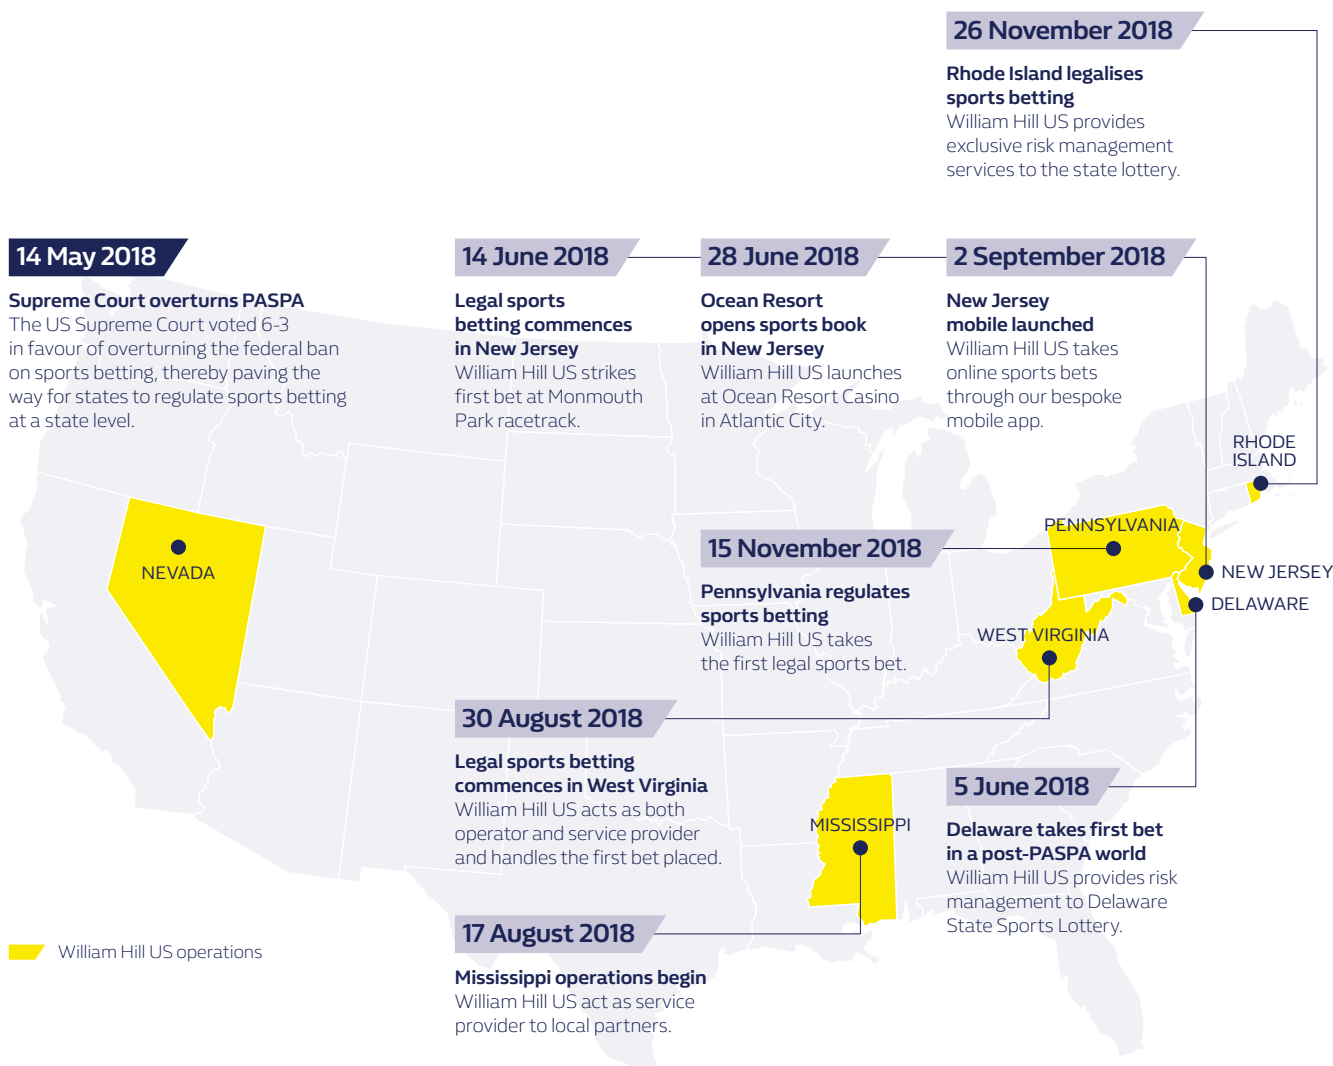 26 November 2018
Rhode Island legalises
sports betting
William Hill US provides
exclusive risk management
services to the state lottery.
14 May 2018
Supreme Court overturns PASPA
The US Supreme Court voted 6-3
in favour of overturning the federal ban
on sports betting, thereby paving the
way for states to regulate sports betting
at a state level.
14 June 2018
Legal sports
betting commences
in New Jersey
William Hill US strikes
first bet at Monmouth
Park racetrack.
28 June 2018
Ocean Resort
opens sports book
in New Jersey
William Hill US launches
at Ocean Resort Casino
in Atlantic City.
2 September 2018
New Jersey
mobile launched
William Hill US takes
online sports bets
through our bespoke
mobile app.
RHODE
ISLAND
NEVADA
15 November 2018
Pennsylvania regulates
sports betting
William Hill US takes
the first legal sports bet.
PENNSYLVANIA
NEW JERSEY
DELAWARE
WEST VIRGINIA
30 August 2018
Legal sports betting
commences in West Virginia
William Hill US acts as both
operator and service provider
and handles the first bet placed.
MISSISSIPPI
5 June 2018
Delaware takes first bet
in a post-PASPA world
William Hill US provides risk
management to Delaware
State Sports Lottery.
17 August 2018
Mississippi operations begin
William Hill US act as service
provider to local partners.
William Hill US operations